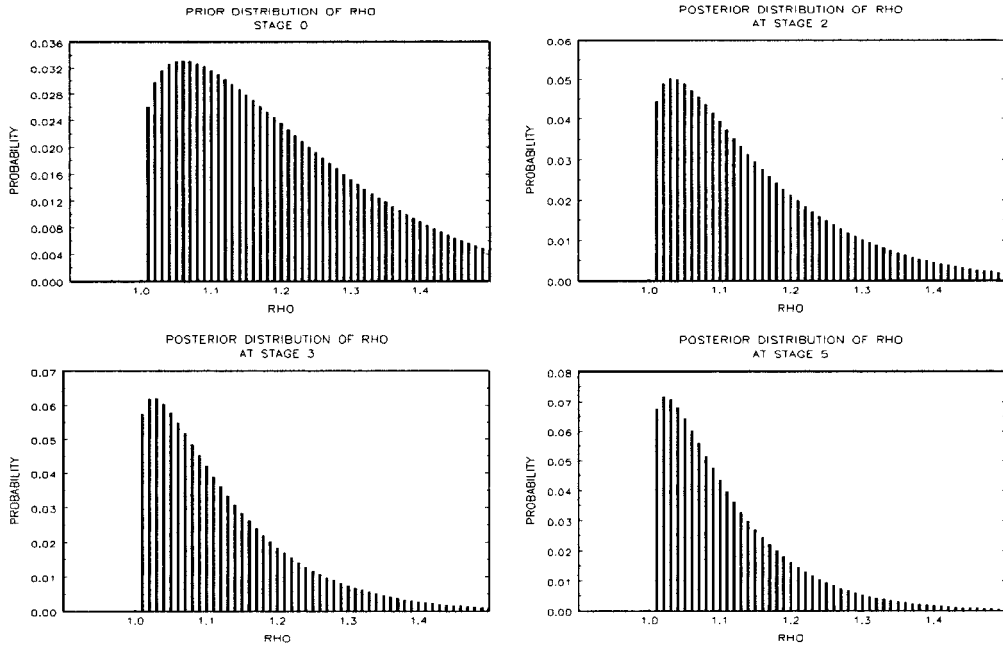 PRIOR DISTRIBUTION OF RHO
STAGE 0
0.036
0.032
0.028
0.024
0.020
0.016
0.012
0.008
0.004
0.000
PROBABILITY
1.0 1.1 1.2 1.3 1.4
RHO
POSTERIOR DISTRIBUTION OF RHO
AT STAGE 2
0.06
0.05
0.04
0.03
0.02
0.01
0.00
PROBABILITY
1.0 1.1 1.2 1.3 1.4
RHO
POSTERIOR DISTRIBUTION OF RHO
AT STAGE 3
0.07
0.06
0.05
0.04
0.03
0.02
0.01
0.00
PROBABILITY
1.0 1.1 1.2 1.3 1.4
RHO
POSTERIOR DISTRIBUTION OF RHO
AT STAGE 5
0.08
0.07
0.06
0.05
0.04
0.03
0.02
0.01
0.00
PROBABILITY
1.0 1.1 1.2 1.3 1.4
RHO